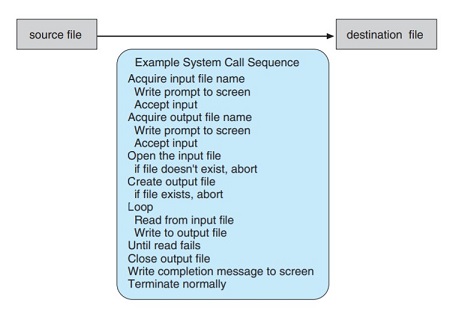 source file
destination file
Example System Call Sequence
Acquire input file name
Write prompt to screen
Accept input
Acquire output file name
Write prompt to screen
Accept input
Open the input file
if file doesn't exist, abort
Create output file
if file exists, abort
Loop
Read from input file
Write to output file
Until read fails
Close output file
Write completion message to screen
Terminate normally